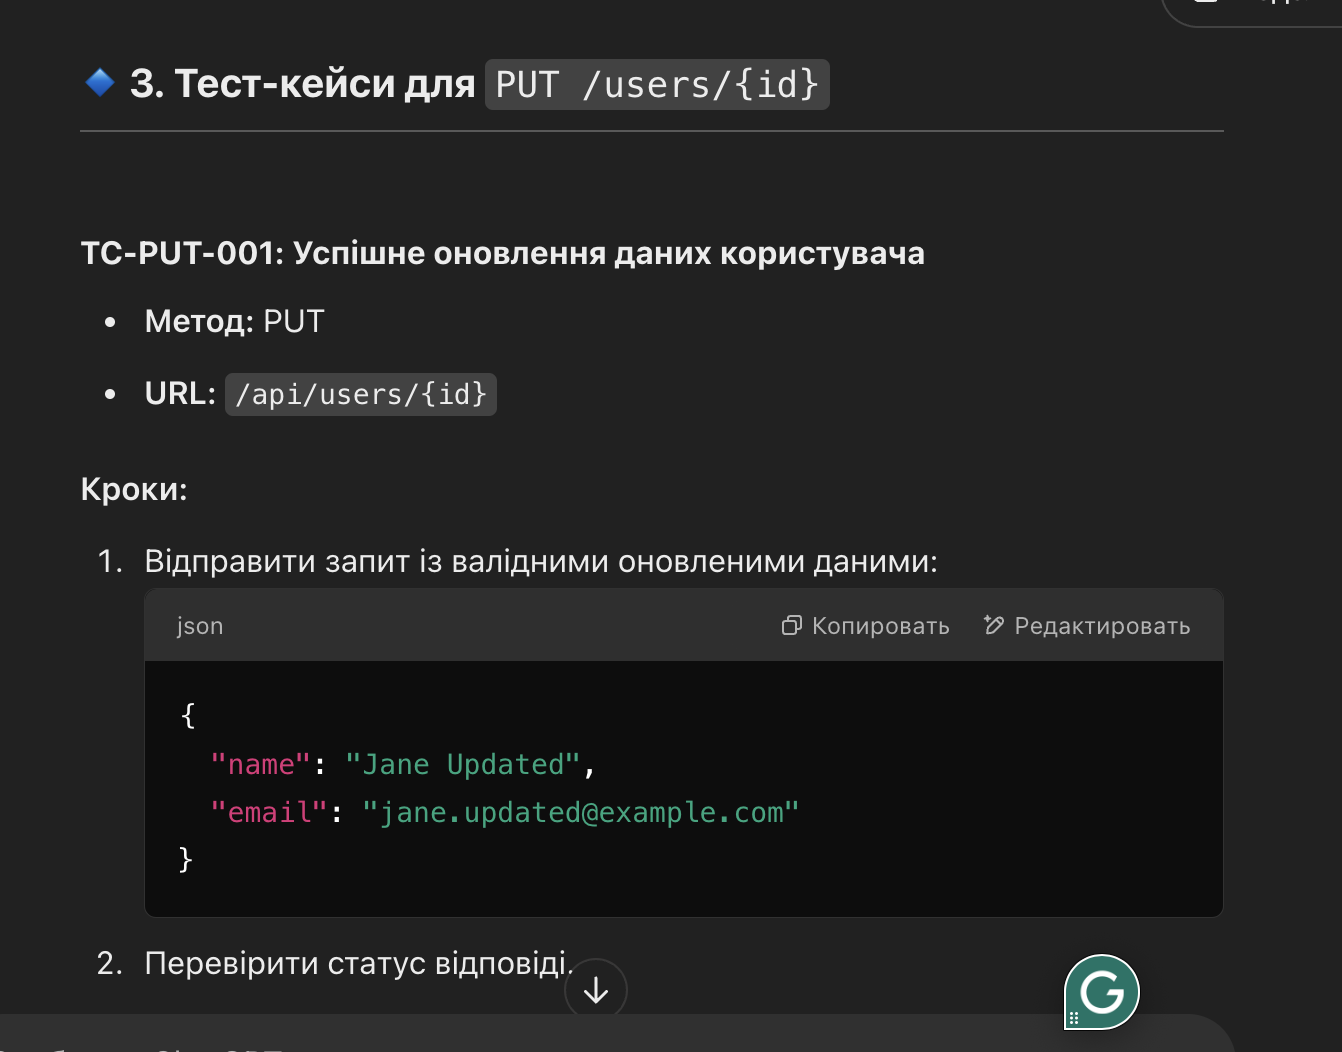 3. Тест-кейси для PUT /users/{id}
TC-PUT-001: Успішне оновлення даних користувача
• Метод: PUT
• URL: /api/users/{id}
Кроки:
1. Відправити запит із валідними оновленими даними:
json Копировать Редактировать
{
"name": "Jane Updated",
"email": "jane.updated@example.com"
}
2. Перевірити статус відповіді.